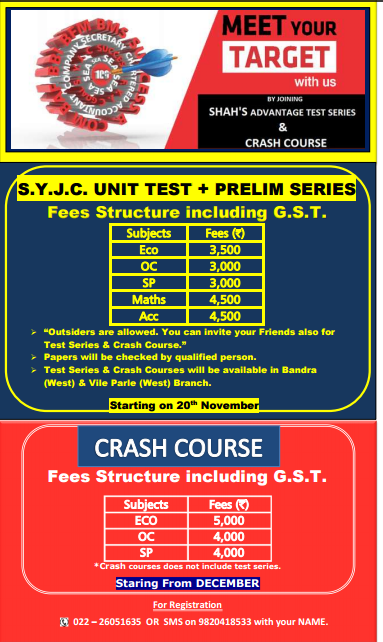 MEET YOUR
TARGET
with us
BY JOINING
SHAH'S ADVANTAGE TEST SERIES
&
CRASH COURSE
COMPANY SECRETARY
CHARTERED ACCOUNTANT
S.Y.J.C. UNIT TEST + PRELIM SERIES
Fees Structure including G.S.T.
Subjects Fees (₹)
Eco 3,500
OC 3,000
SP 3,000
Maths 4,500
Acc 4,500
➢ "Outsiders are allowed. You can invite your Friends also for
Test Series & Crash Course."
➢ Papers will be checked by qualified person.
➢ Test Series & Crash Courses will be available in Bandra
(West) & Vile Parle (West) Branch.
Starting on 20th November
CRASH COURSE
Fees Structure including G.S.T.
Subjects Fees (₹)
ECO 5,000
OC 4,000
SP 4,000
*Crash courses does not include test series.
Staring From DECEMBER
For Registration
022 – 26051635 OR SMS on 9820418533 with your NAME.